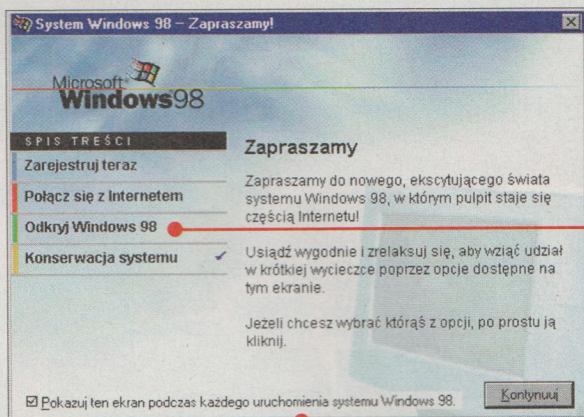 System Windows 98 – Zapraszamy!
Microsoft
Windows98
SPIS TREŚCI
Zarejestruj teraz
Połącz się z Internetem
Odkryj Windows 98
Konserwacja systemu
Zapraszamy
Zapraszamy do nowego, ekscytującego świata
systemu Windows 98, w którym pulpit staje się
częścią Internetu!
Usiądź wygodnie i zrelaksuj się, aby wziąć udział
w krótkiej wycieczce poprzez opcje dostępne na
tym ekranie.
Jeżeli chcesz wybrać którąś z opcji, po prostu ją
kliknij.
Pokazuj ten ekran podczas każdego uruchomienia systemu Windows 98.
Kontynuuj